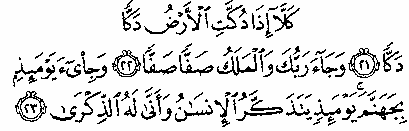 كَلَّآ إِذَا دُكَّتِ ٱلْأَرْضُ دَكًّا
دَكًّا ﴿٢١﴾ وَجَآءَ رَبُّكَ وَٱلْمَلَكُ صَفًّا صَفًّا ﴿٢٢﴾ وَجِا۟ىٓءَ يَوْمَئِذٍۭ
بِجَهَنَّمَ ۚ يَوْمَئِذٍ يَتَذَكَّرُ ٱلْإِنسَـٰنُ وَأَنَّىٰ لَهُ ٱلذِّكْرَىٰ ﴿٢٣﴾